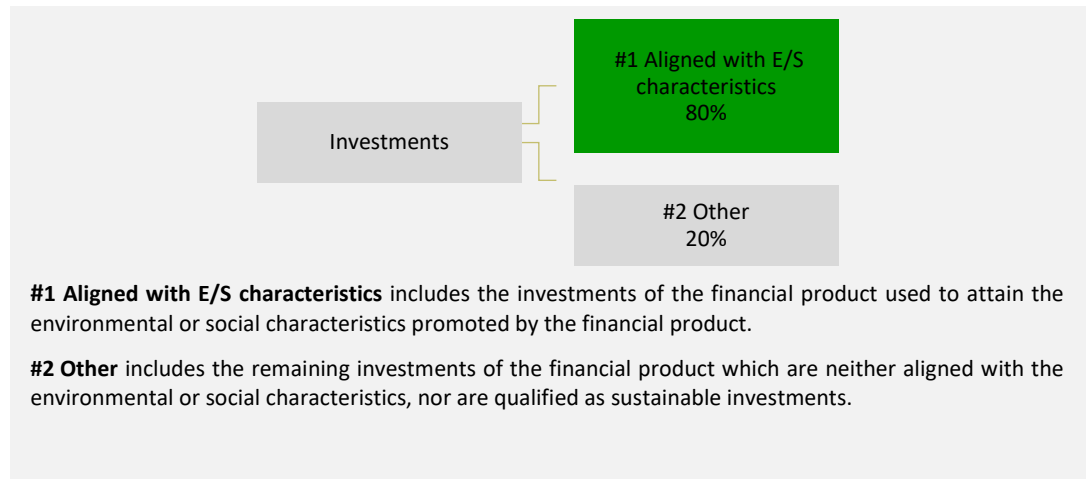 #1 Aligned with E/S
characteristics
80%
Investments
#2 Other
20%
#1 Aligned with E/S characteristics includes the investments of the financial product used to attain the
environmental or social characteristics promoted by the financial product.
#2 Other includes the remaining investments of the financial product which are neither aligned with the
environmental or social characteristics, nor are qualified as sustainable investments.